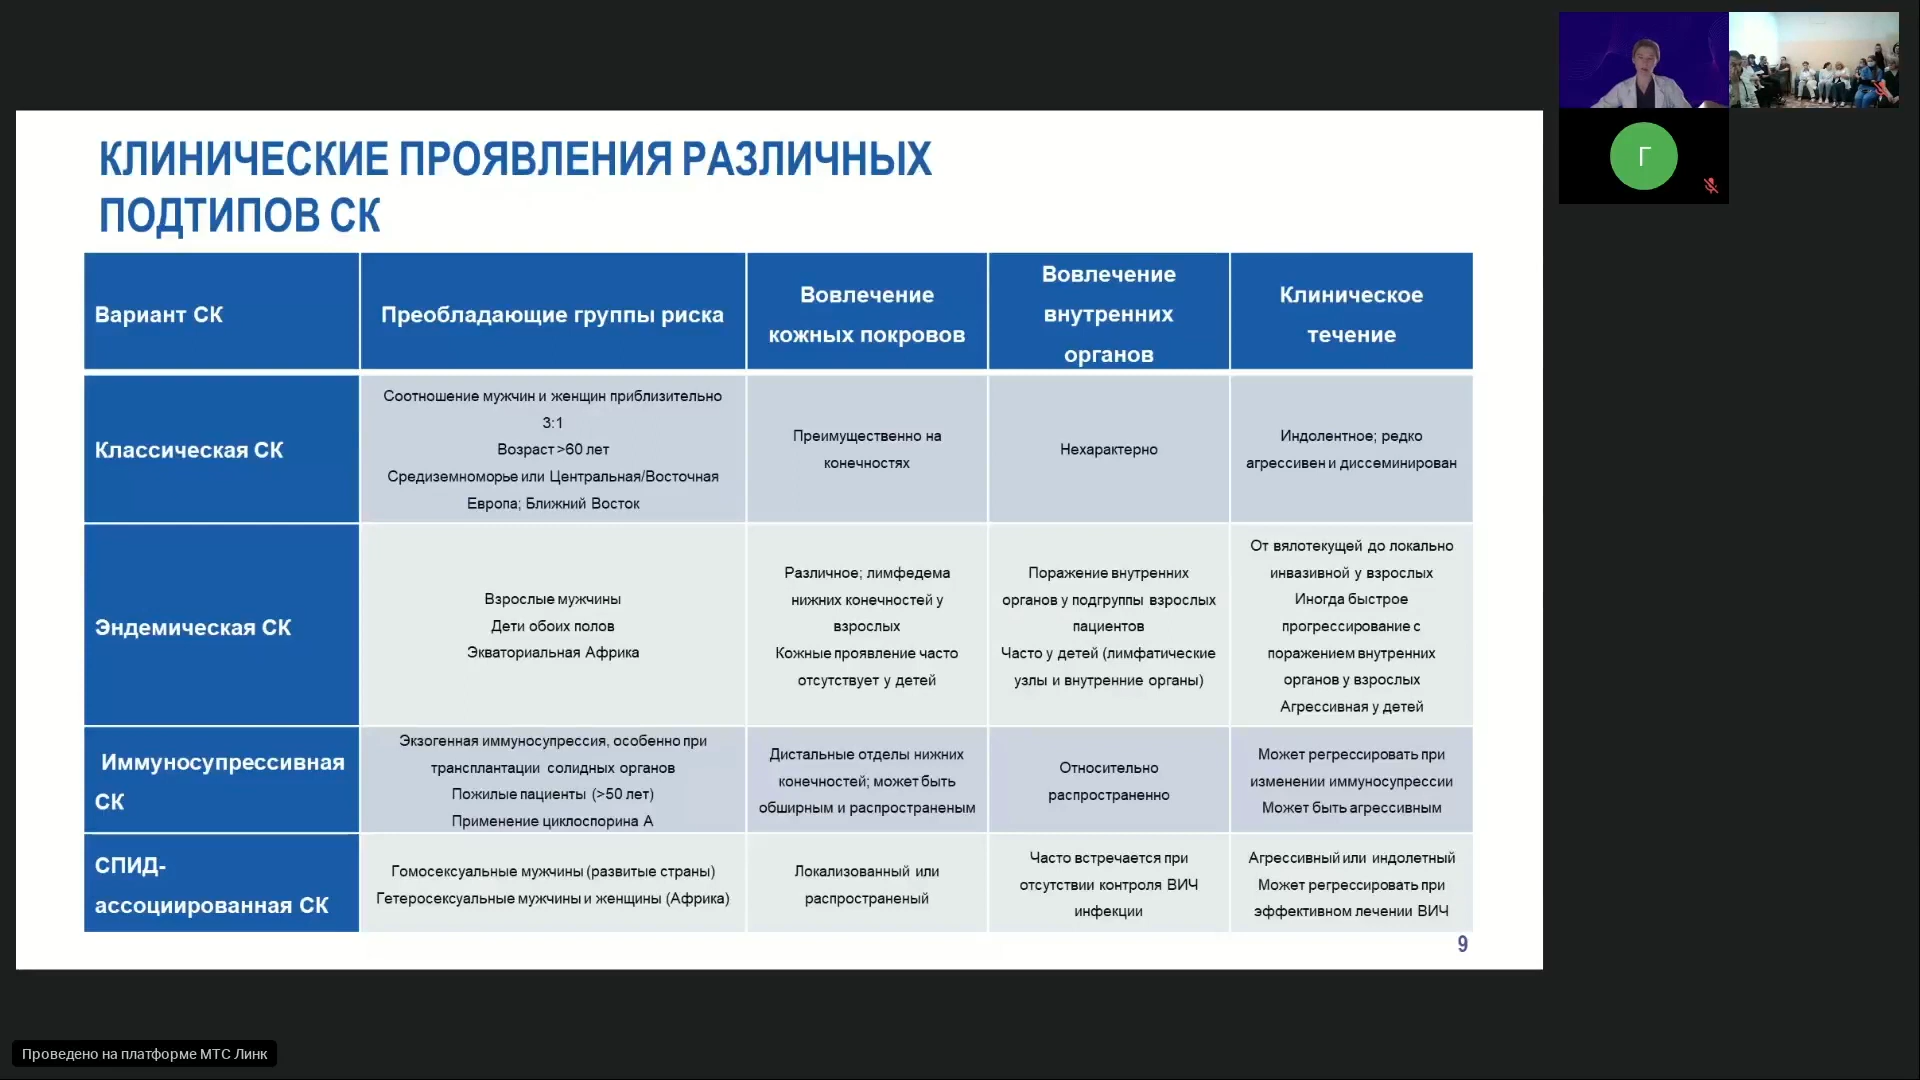 КЛИНИЧЕСКИЕ ПРОЯВЛЕНИЯ РАЗЛИЧНЫХ
ПОДТИПОВ СК
Вариант СК
Преобладающие группы риска
Вовлечение
кожных покровов
Вовлечение
внутренних
органов
Клиническое
течение
Классическая СК
Соотношение мужчин и женщин приблизительно
3:1
Возраст >60 лет
Средиземноморье или Центральная/Восточная
Европа; Ближний Восток
Преимущественно на
конечностях
Нехарактерно
Индолентное; редко
агрессивен и диссеминирован
Эндемическая СК
Взрослые мужчины
Дети обоих полов
Экваториальная Африка
Различное; лимфедема
нижних конечностей у
взрослых
Кожные проявление часто
отсутствует у детей
Поражение внутренних
органов у подгруппы взрослых
пациентов
Часто у детей (лимфатические
узлы и внутренние органы)
От вялотекущей до локально
инвазивной у взрослых
Иногда быстрое
прогрессирование с
поражением внутренних
органов у взрослых
Агрессивная у детей
Иммуносупрессивная
СК
Экзогенная иммуносупрессия, особенно при
трансплантации солидных органов
Пожилые пациенты (>50 лет)
Применение циклоспорина А
Дистальные отделы нижних
конечностей; может быть
обширным и распространеным
Относительно
распространенно
Может регрессировать при
изменении иммуносупрессии
Может быть агрессивным
СПИД-
ассоциированная СК
Гомосексуальные мужчины (развитые страны)
Гетеросексуальные мужчины и женщины (Африка)
Локализованный или
распространеный
Часто встречается при
отсутствии контроля ВИЧ
инфекции
Агрессивный или индолетный
Может регрессировать при
эффективном лечении ВИЧ
9
Г
Проведено на платформе МТС Линк